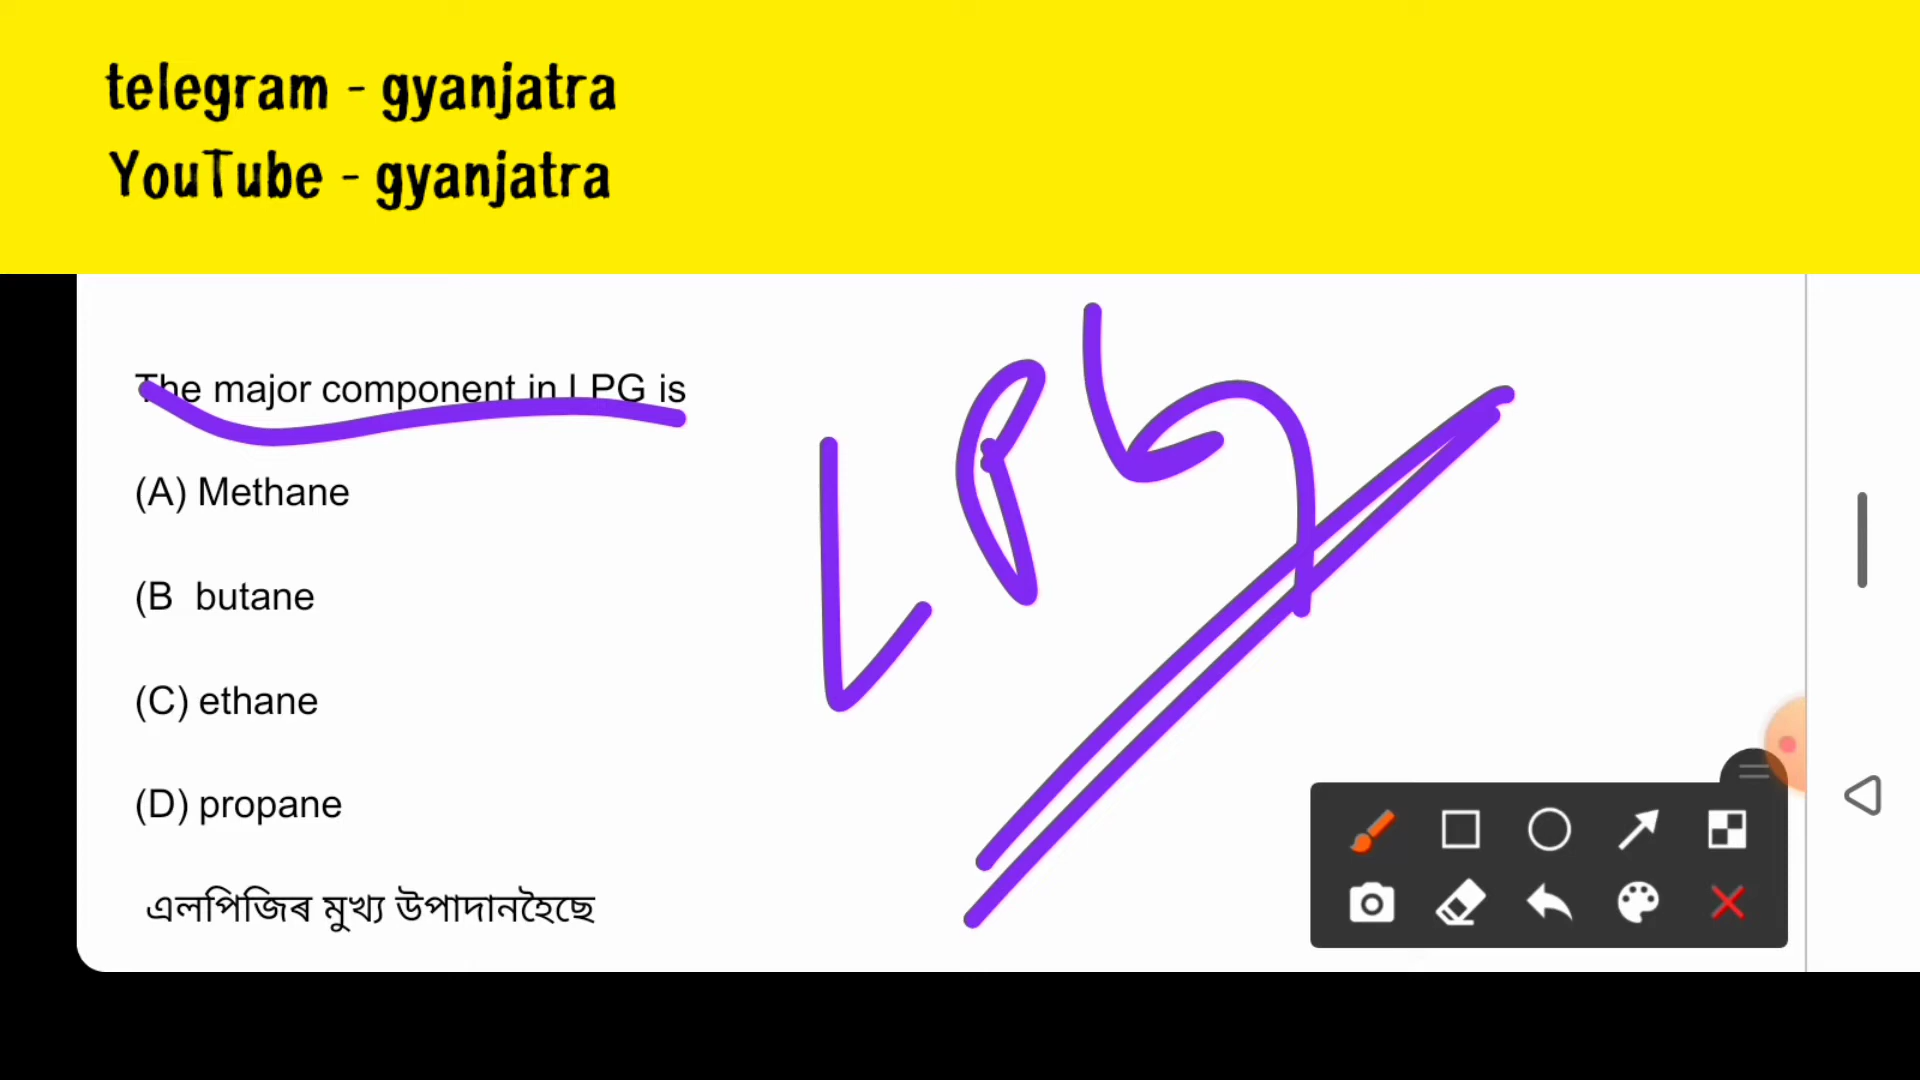 telegram - gyanjatra
YouTube - gyanjatra
The major component in LPG is
LPG
(A) Methane
(B  butane
(C) ethane
(D) propane
এলপিজিৰ মুখ্য উপাদানহৈছে